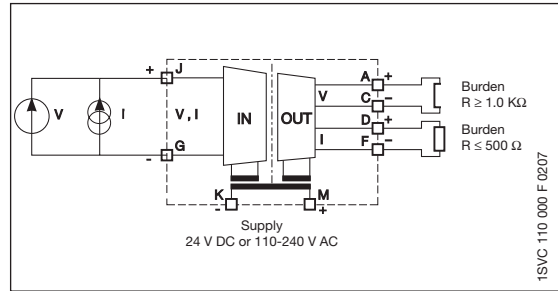 + J
V I
V , I
IN
OUT
G
-
A +
V
C -
D +
I
F -
Burden
R ≥ 1.0 KΩ
Burden
R ≤ 500 Ω
K M
- +
Supply
24 V DC or 110-240 V AC
1SVC 110 000 F 0207